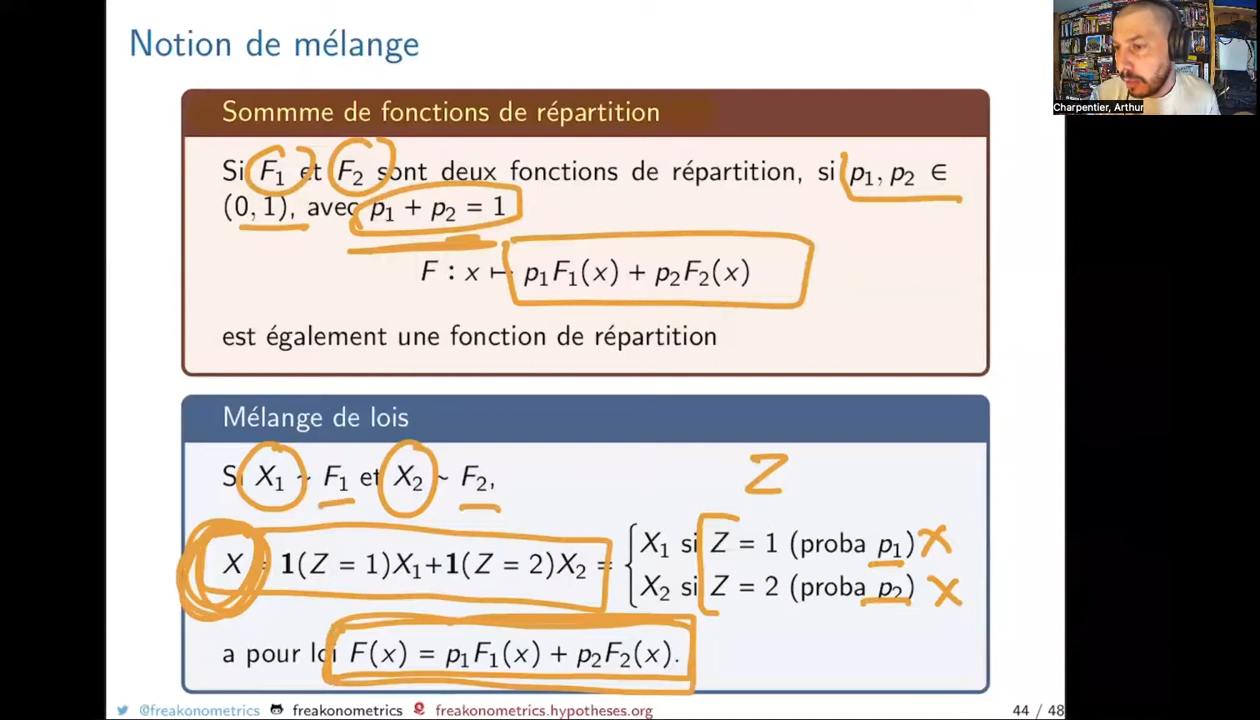 Notion de mélange
Charpentier, Arthur
Sommme de fonctions de répartition
Si F₁ et F₂ sont deux fonctions de répartition, si p₁, p₂ ∈
(0, 1), avec p₁ + p₂ = 1
F : x ↦ p₁F₁(x) + p₂F₂(x)
est également une fonction de répartition
Mélange de lois
Si X₁ ~ F₁ et X₂ ~ F₂,
Z
X = 1(Z = 1)X₁+1(Z = 2)X₂ = { X₁ si Z = 1 (proba p₁) X
X₂ si Z = 2 (proba p₂) X
a pour loi F(x) = p₁F₁(x) + p₂F₂(x).
@freakonometrics freakonometrics freakonometrics.hypotheses.org 44 / 48